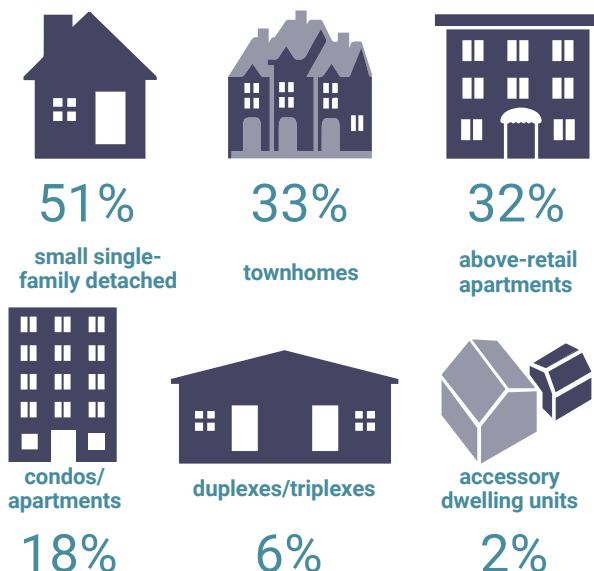 51%
33%
32%
small single-
family detached
townhomes
above-retail
apartments
condos/
apartments
duplexes/triplexes
accessory
dwelling units
18%
6%
2%